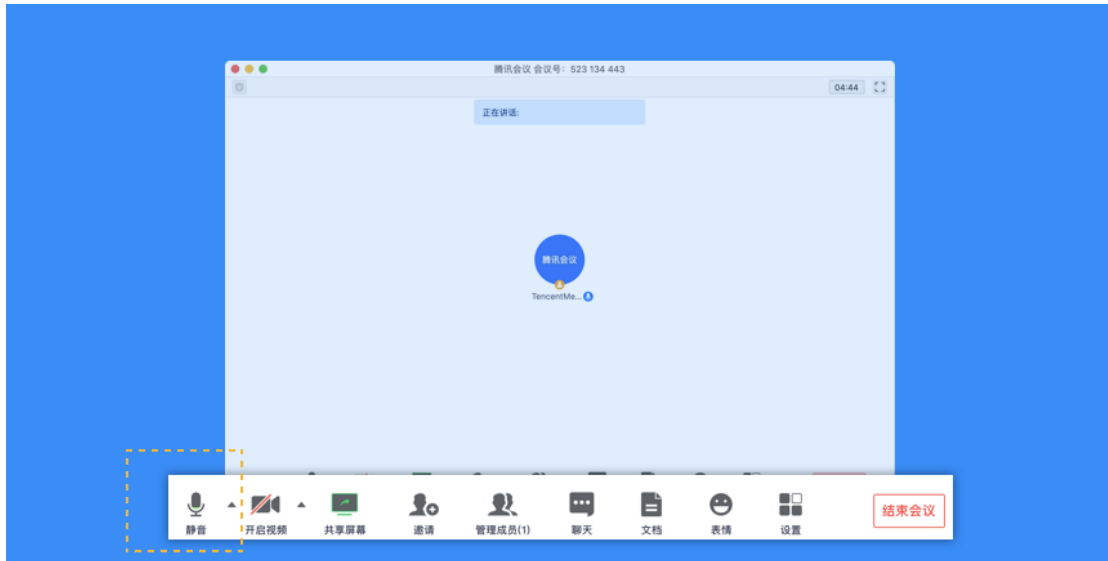 腾讯会议 会议号：523 134 443
04:44
正在讲话:
腾讯会议
TencentMe...
静音
开启视频
共享屏幕
邀请
管理成员(1)
聊天
文档
表情
设置
结束会议